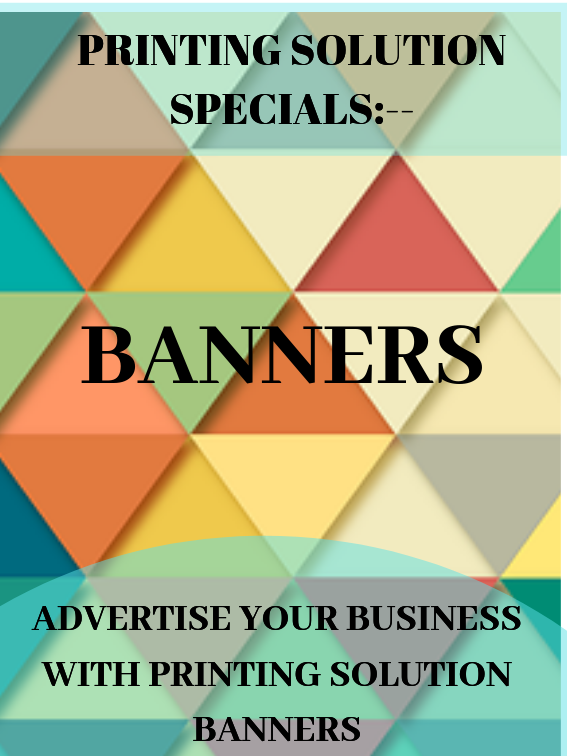 PRINTING SOLUTION
SPECIALS:--
BANNERS
ADVERTISE YOUR BUSINESS
WITH PRINTING SOLUTION
BANNERS